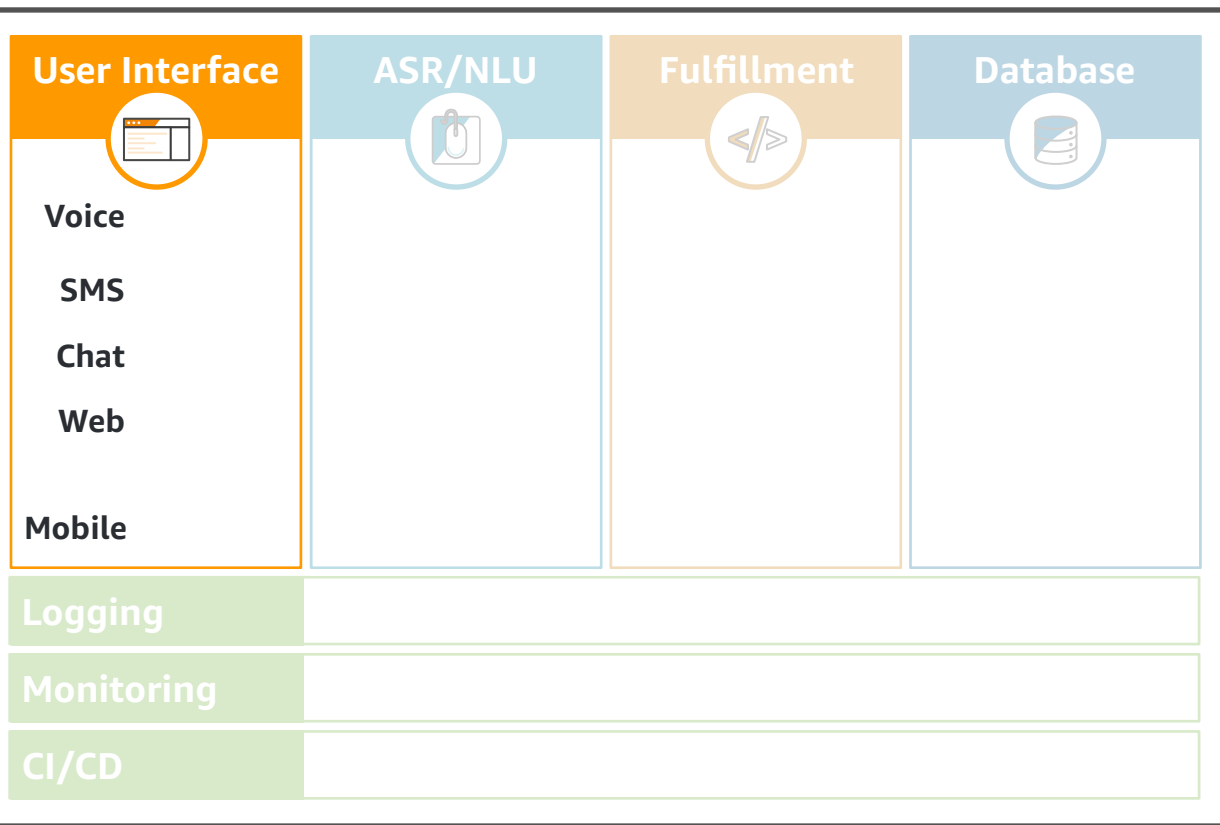 User Interface
ASR/NLU
Fulfillment
Database
Voice
SMS
Chat
Web
Mobile
Logging
Monitoring
CI/CD